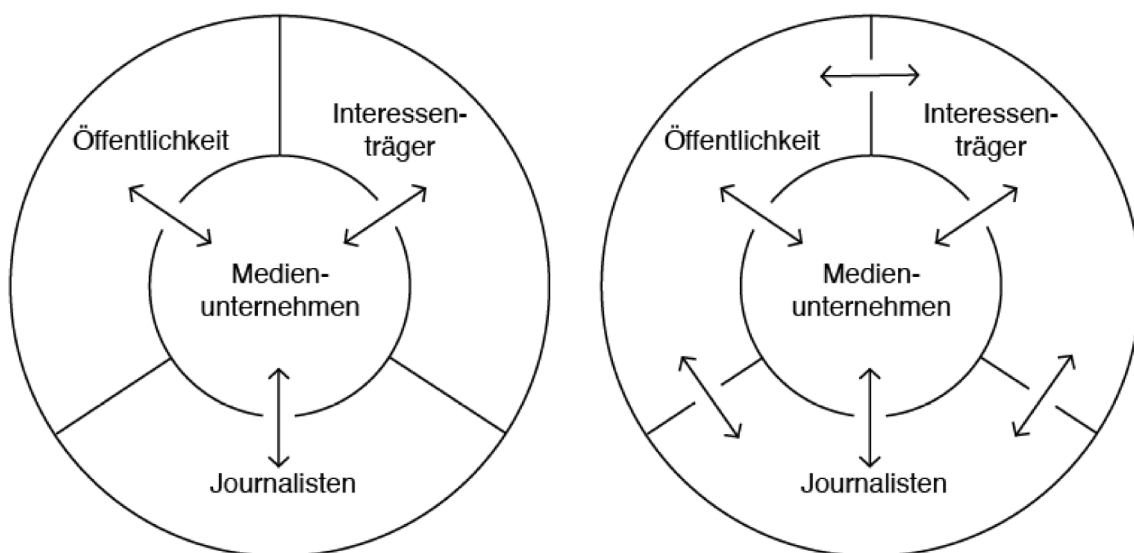 Öffentlichkeit
Interessen-
träger
Medien-
unternehmen
Journalisten
Öffentlichkeit
Interessen-
träger
Medien-
unternehmen
Journalisten